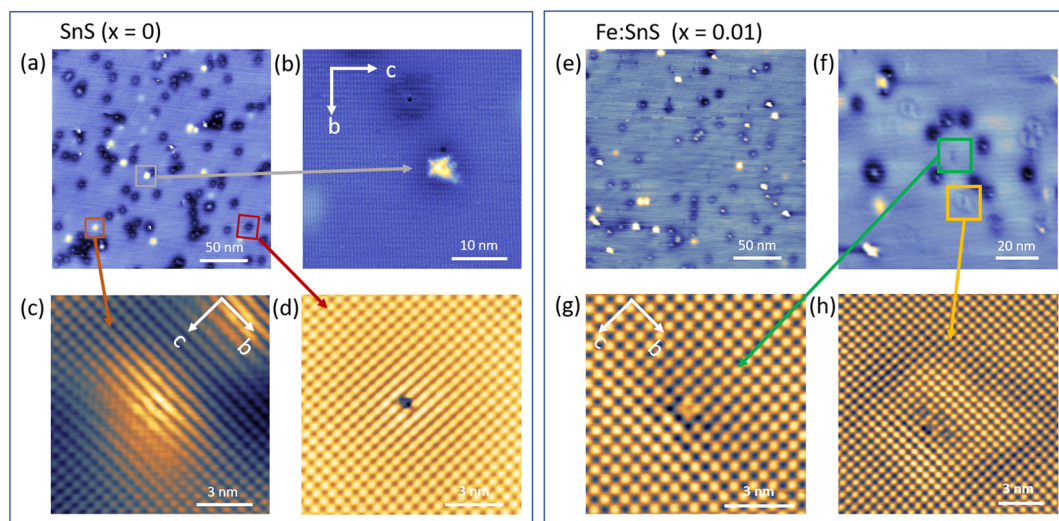 SnS (x = 0)
(a)
50 nm
(b)
c
b
10 nm
(c)
c
b
3 nm
(d)
3 nm
Fe:SnS (x = 0.01)
(e)
50 nm
(f)
20 nm
(g)
c
b
3 nm
(h)
3 nm